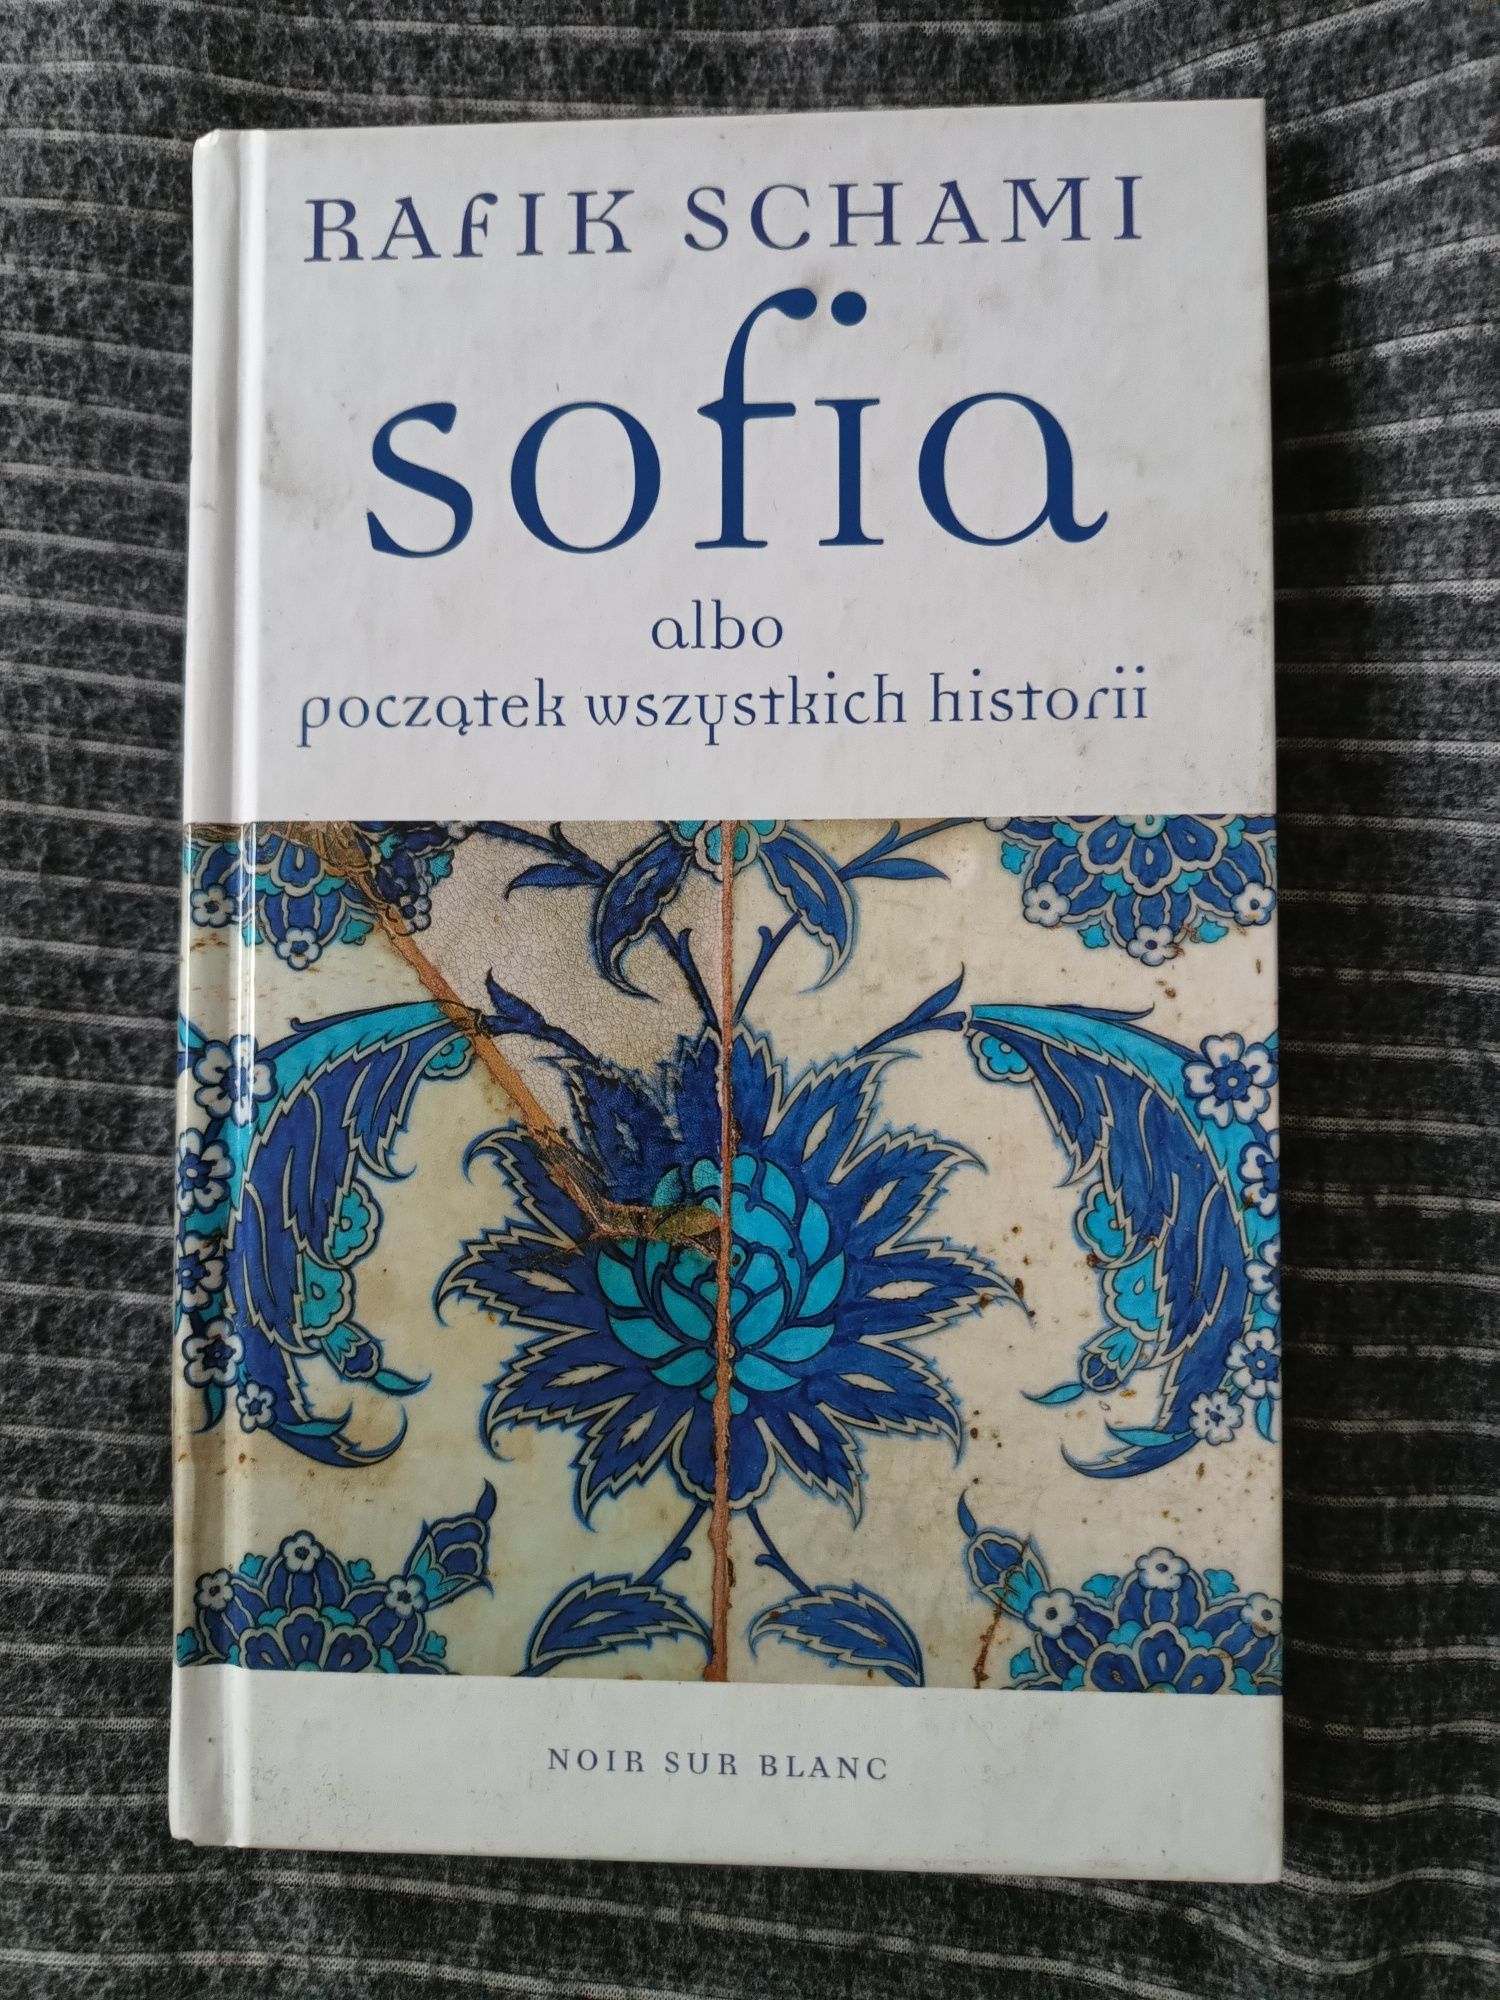 RAFIK SCHAMI
sofia
albo
początek wszystkich historii
NOIR SUR BLANC